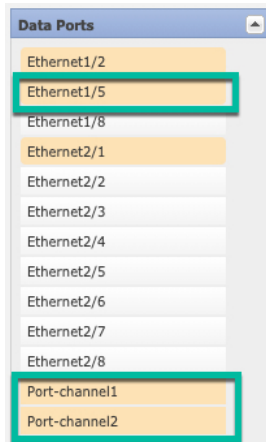 Data Ports
Ethernet1/2
Ethernet1/5
Ethernet1/8
Ethernet2/1
Ethernet2/2
Ethernet2/3
Ethernet2/4
Ethernet2/5
Ethernet2/6
Ethernet2/7
Ethernet2/8
Port-channel1
Port-channel2